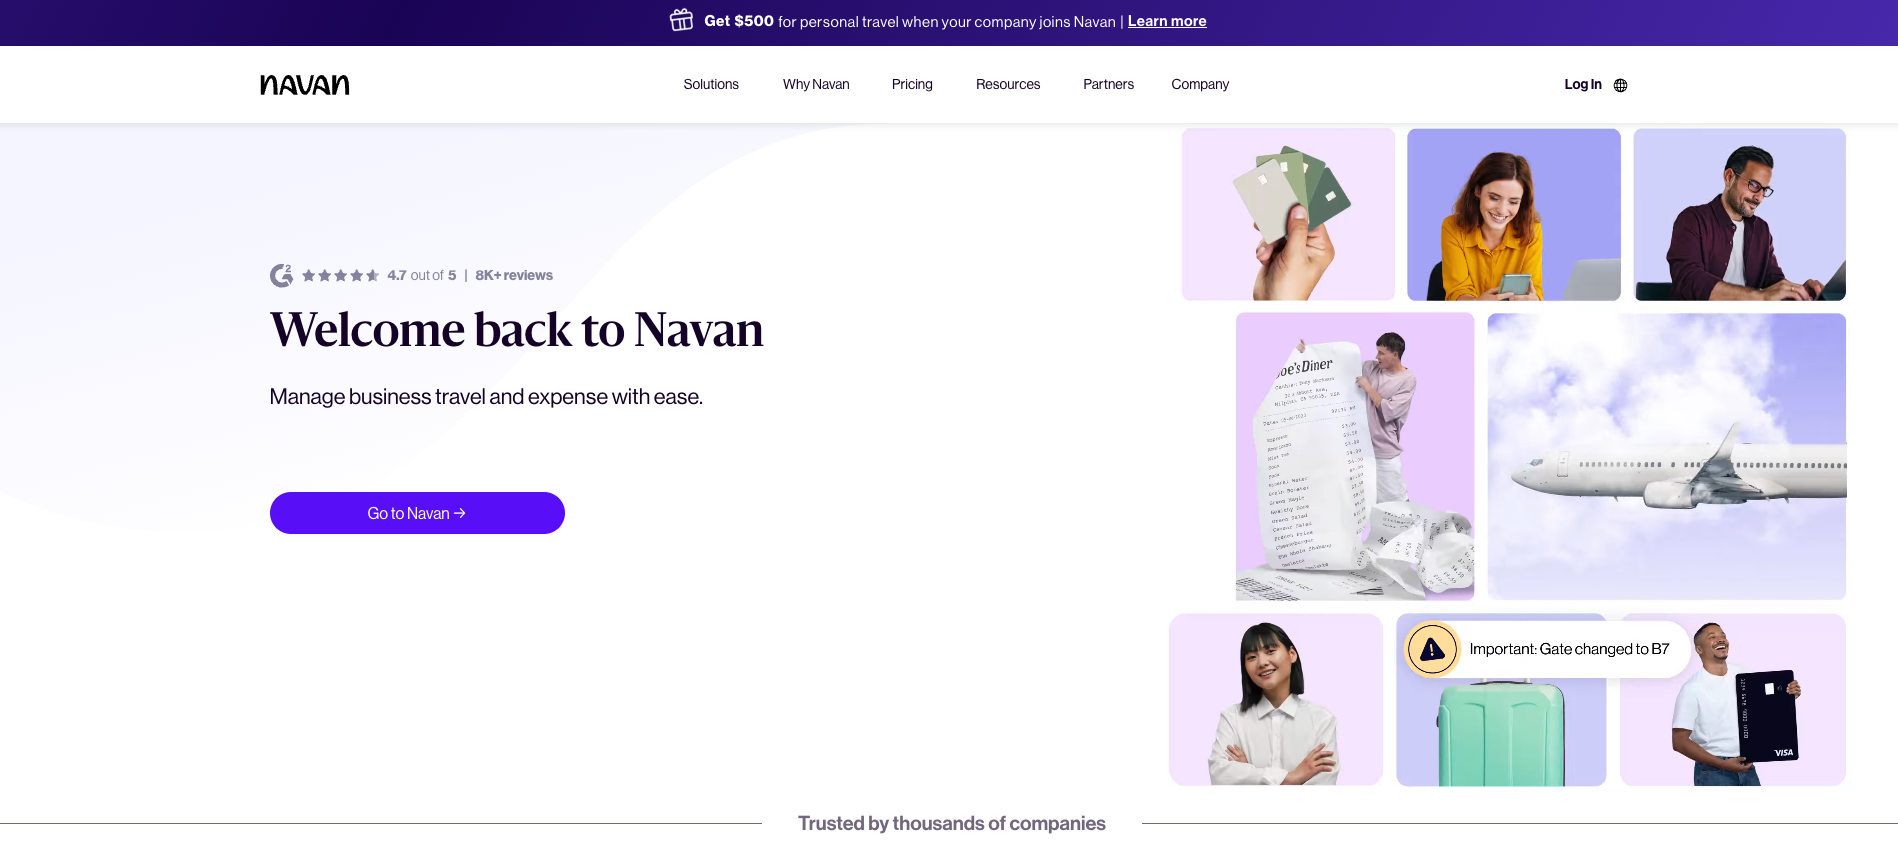 Get $500 for personal travel when your company joins Navan | Learn more
NAVAN
Solutions
Why Navan
Pricing
Resources
Partners
Company
Log In
G2
4.7 out of 5 | 8K+ reviews
Welcome back to Navan
Manage business travel and expense with ease.
Go to Navan →
Joe's Diner
Important: Gate changed to B7
VISA
Trusted by thousands of companies